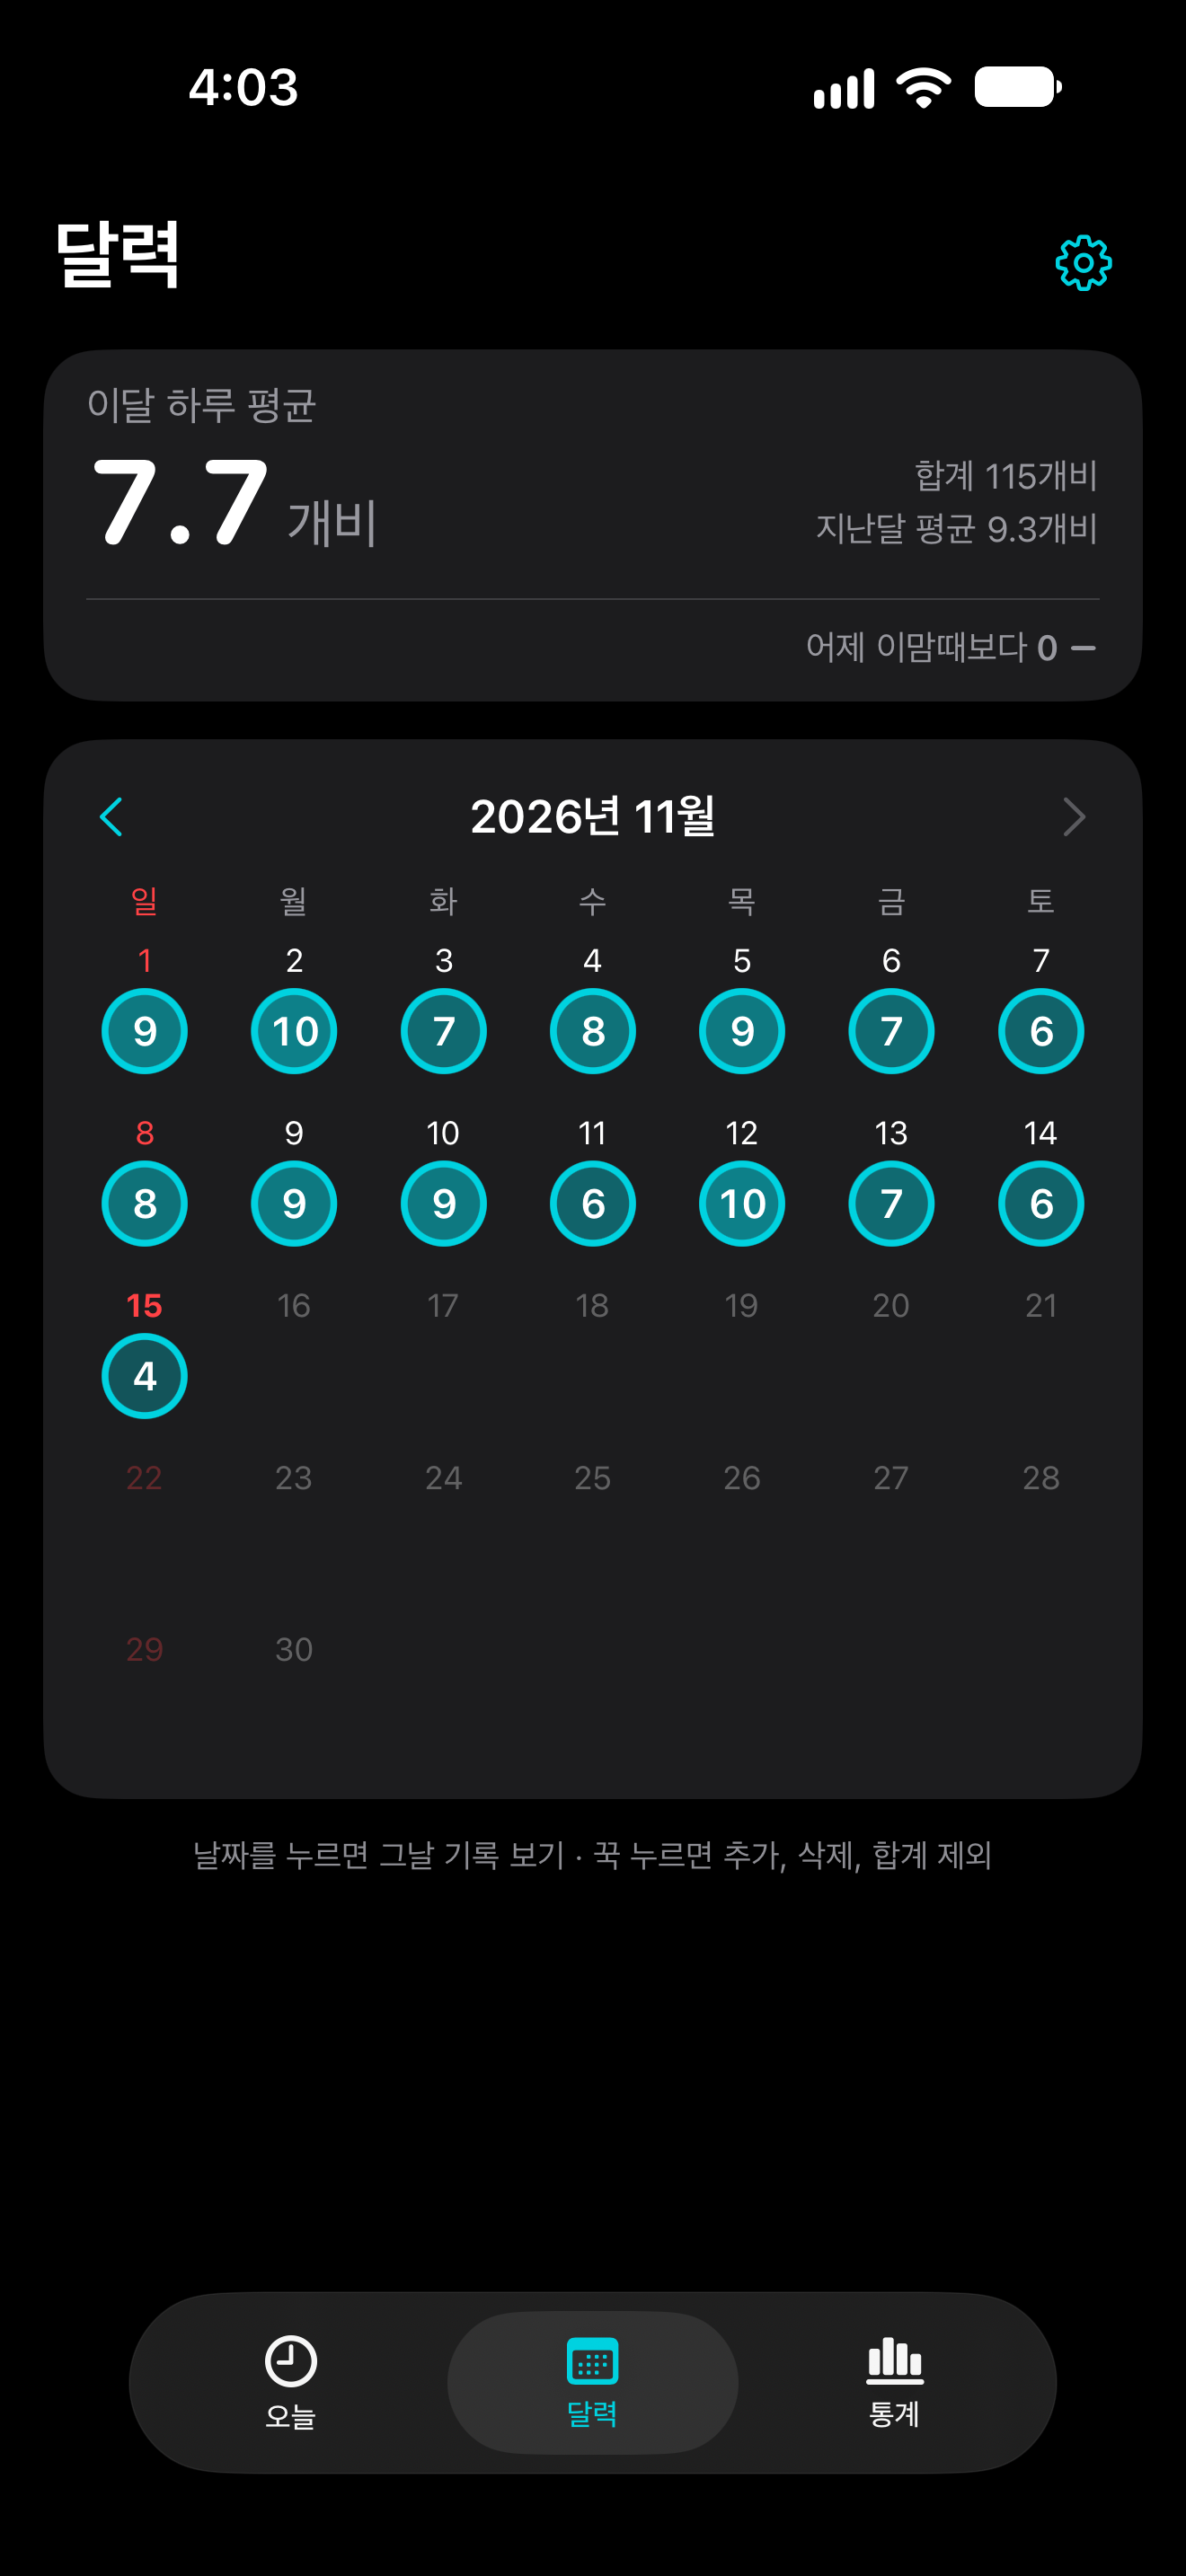 4:03
달력
이달 하루 평균
7.7 개비
합계 115개비
지난달 평균 9.3개비
어제 이맘때보다 0 –
2026년 11월
일 월 화 수 목 금 토
1 2 3 4 5 6 7
9 10 7 8 9 7 6
8 9 10 11 12 13 14
8 9 9 6 10 7 6
15 16 17 18 19 20 21
4
22 23 24 25 26 27 28
29 30
날짜를 누르면 그날 기록 보기 · 꾹 누르면 추가, 삭제, 합계 제외
오늘 달력 통계